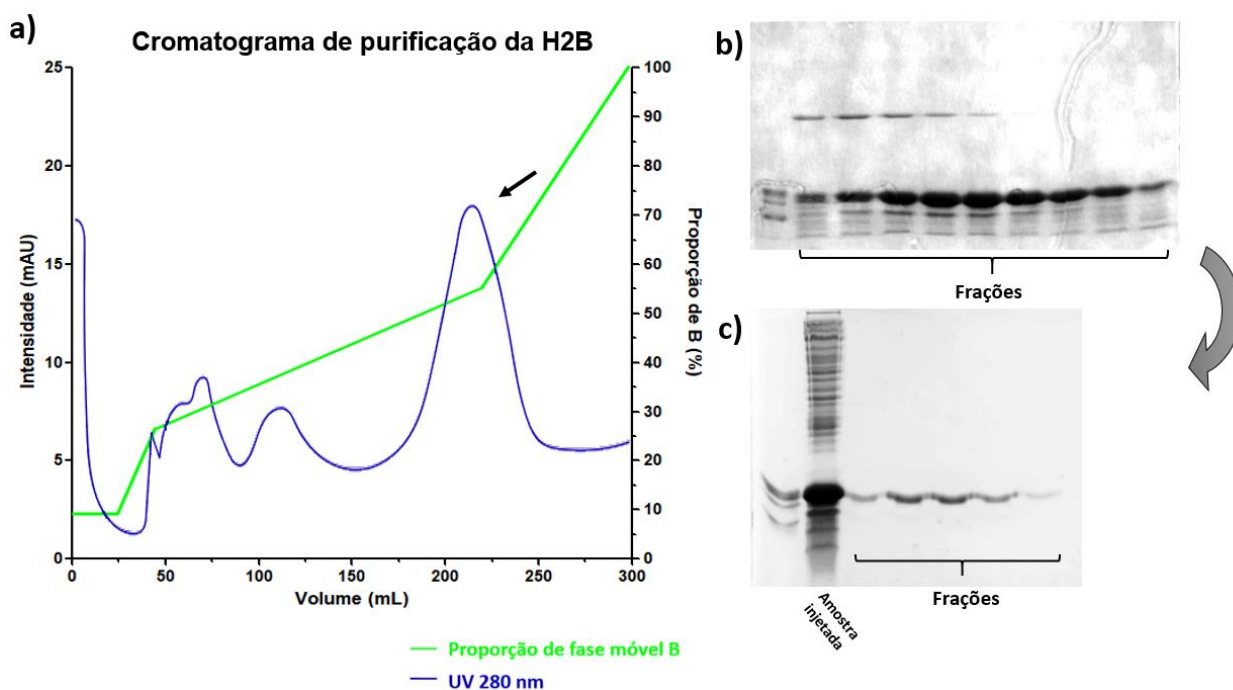 a)
Cromatograma de purificação da H2B
25
20
15
10
5
0
Intensidade (mAU)
100
90
80
70
60
50
40
30
20
10
0
Proporção de B (%)
0
50
100
150
200
250
300
Volume (mL)
Proporção de fase móvel B
UV 280 nm
b)
Frações
c)
Amostra
injetada
Frações